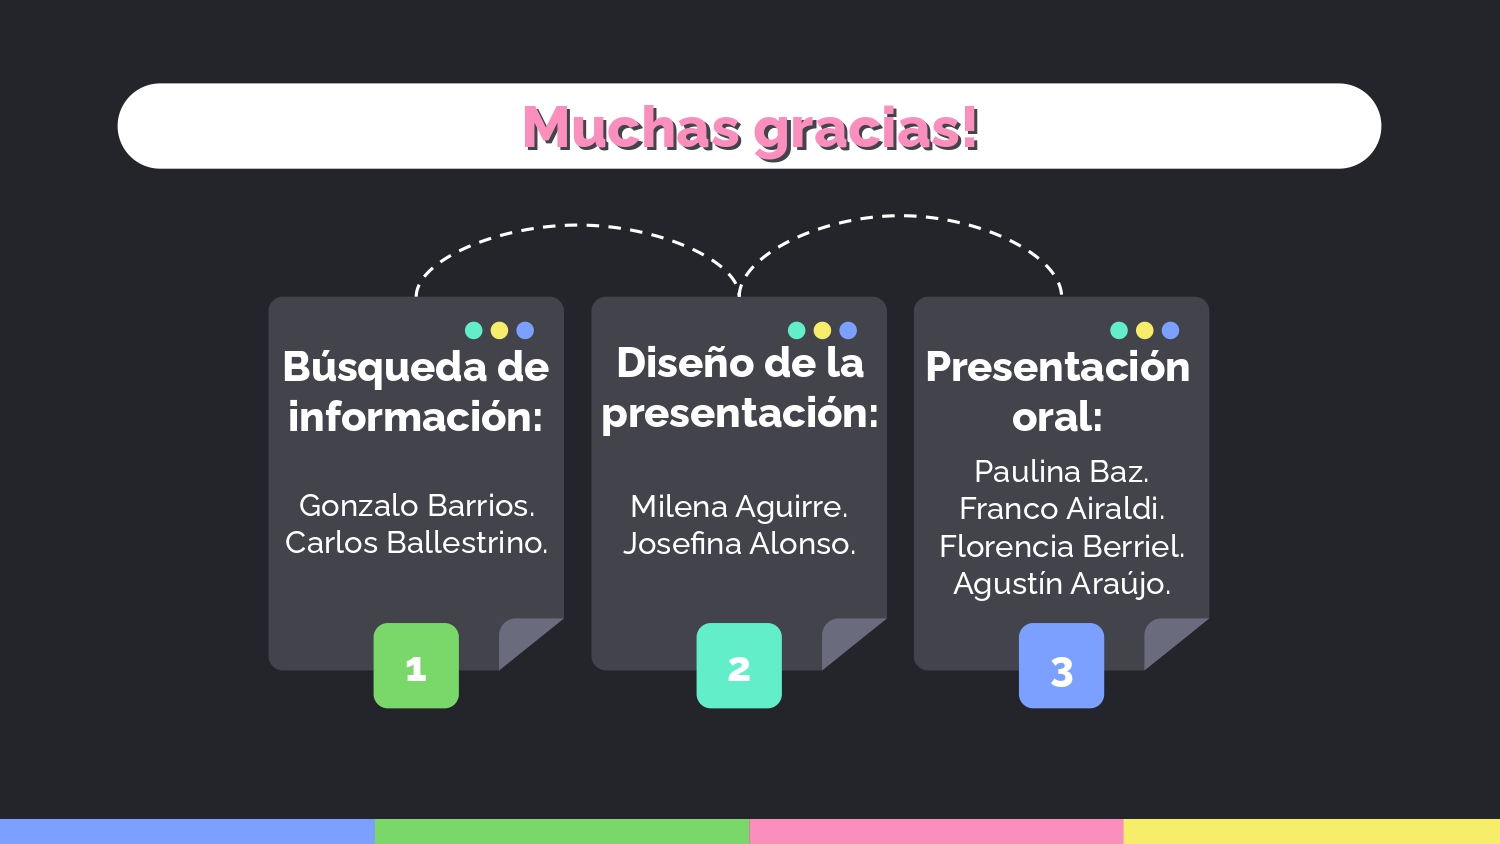 Muchas gracias!
Búsqueda de
información:
Gonzalo Barrios.
Carlos Ballestrino.
1
Diseño de la
presentación:
Milena Aguirre.
Josefina Alonso.
2
Presentación
oral:
Paulina Baz.
Franco Airaldi.
Florencia Berriel.
Agustín Araújo.
3